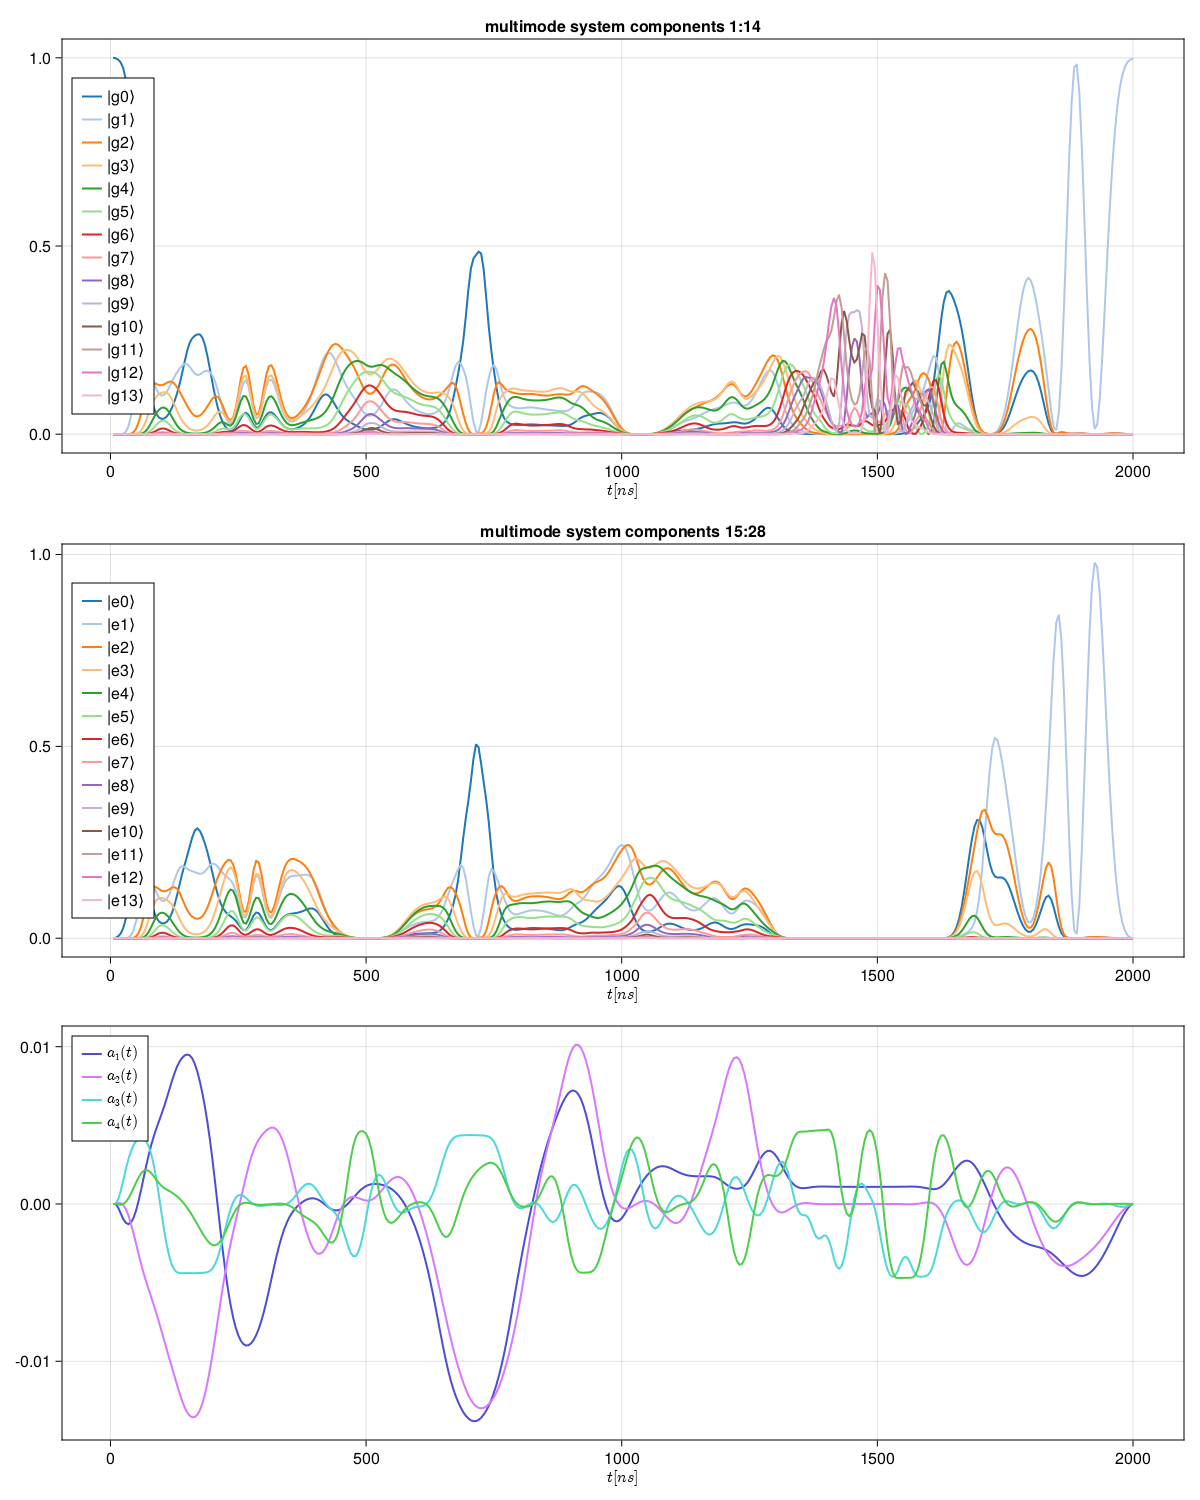 multimode system components 1:14
1.0
0.5
0.0
|g0⟩
|g1⟩
|g2⟩
|g3⟩
|g4⟩
|g5⟩
|g6⟩
|g7⟩
|g8⟩
|g9⟩
|g10⟩
|g11⟩
|g12⟩
|g13⟩
0 500 1000 1500 2000
t[ns]
multimode system components 15:28
1.0
0.5
0.0
|e0⟩
|e1⟩
|e2⟩
|e3⟩
|e4⟩
|e5⟩
|e6⟩
|e7⟩
|e8⟩
|e9⟩
|e10⟩
|e11⟩
|e12⟩
|e13⟩
0 500 1000 1500 2000
t[ns]
0.01
0.00
-0.01
a₁(t)
a₂(t)
a₃(t)
a₄(t)
0 500 1000 1500 2000
t[ns]